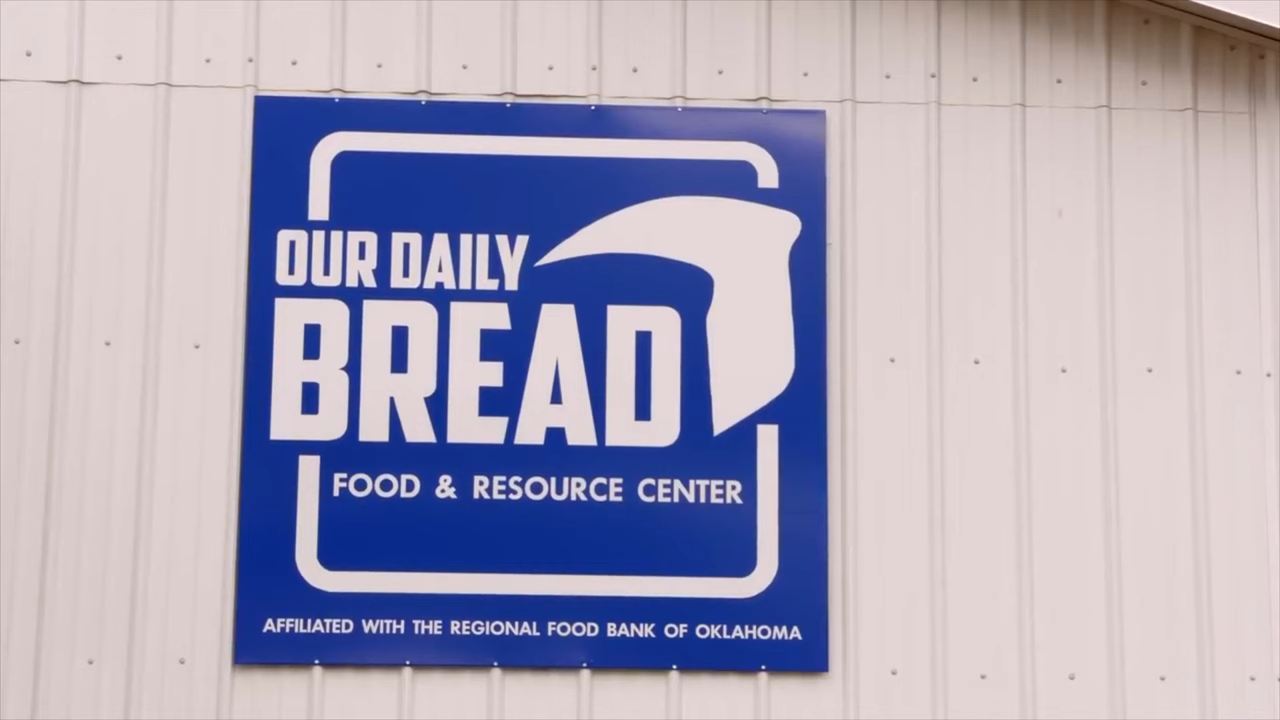 OUR DAILY
BREAD
FOOD & RESOURCE CENTER
AFFILIATED WITH THE REGIONAL FOOD BANK OF OKLAHOMA